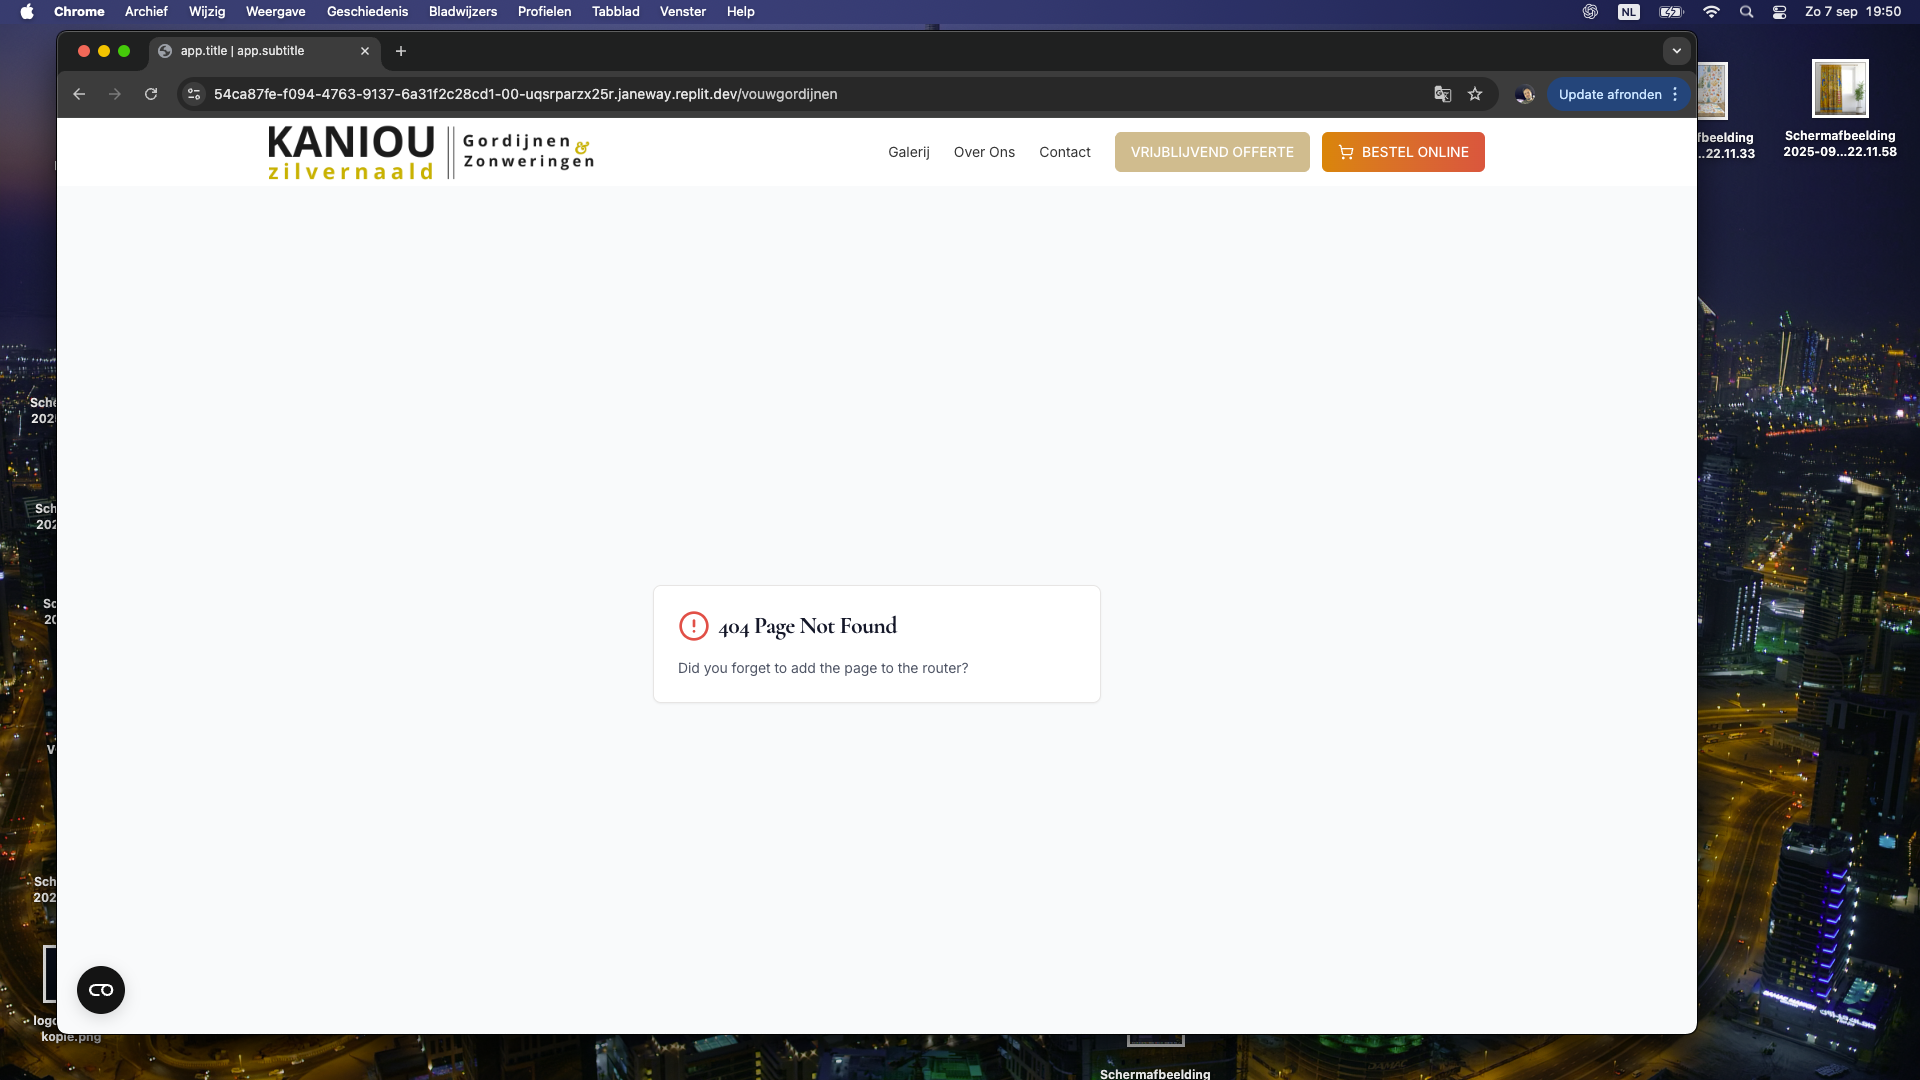 Chrome Archief Wijzig Weergave Geschiedenis Bladwijzers Profielen Tabblad Venster Help NL Zo 7 sep 19:50
app.title | app.subtitle
54ca87fe-f094-4763-9137-6a31f2c28cd1-00-uqsrparzx25r.janeway.replit.dev/vouwgordijnen
Update afronden
KANIOU
zilvernaald
Gordijnen &
Zonweringen
Galerij Over Ons Contact VRIJBLIJVEND OFFERTE BESTEL ONLINE
404 Page Not Found
Did you forget to add the page to the router?
fbeelding
...22.11.33
Schermafbeelding
2025-09...22.11.58
Sche
202
Sch
202
Sc
20
V
Sch
202
logo
kopie.png
Schermafbeelding